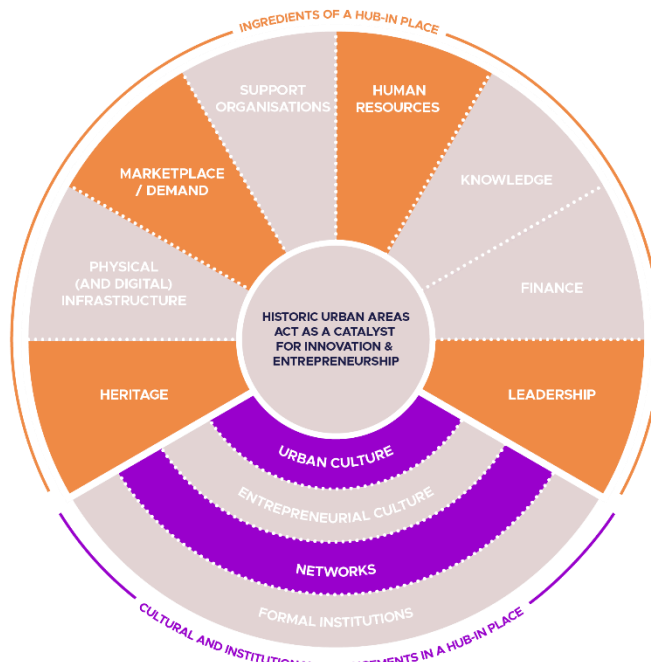 INGREDIENTS OF A HUB-IN PLACE
SUPPORT
ORGANISATIONS
HUMAN
RESOURCES
MARKETPLACE
/ DEMAND
KNOWLEDGE
PHYSICAL
(AND DIGITAL)
INFRASTRUCTURE
FINANCE
HISTORIC URBAN AREAS
ACT AS A CATALYST
FOR INNOVATION &
ENTREPRENEURSHIP
HERITAGE
LEADERSHIP
URBAN CULTURE
ENTREPRENEURIAL CULTURE
NETWORKS
FORMAL INSTITUTIONS
CULTURAL AND IN A HUB-IN PLACE